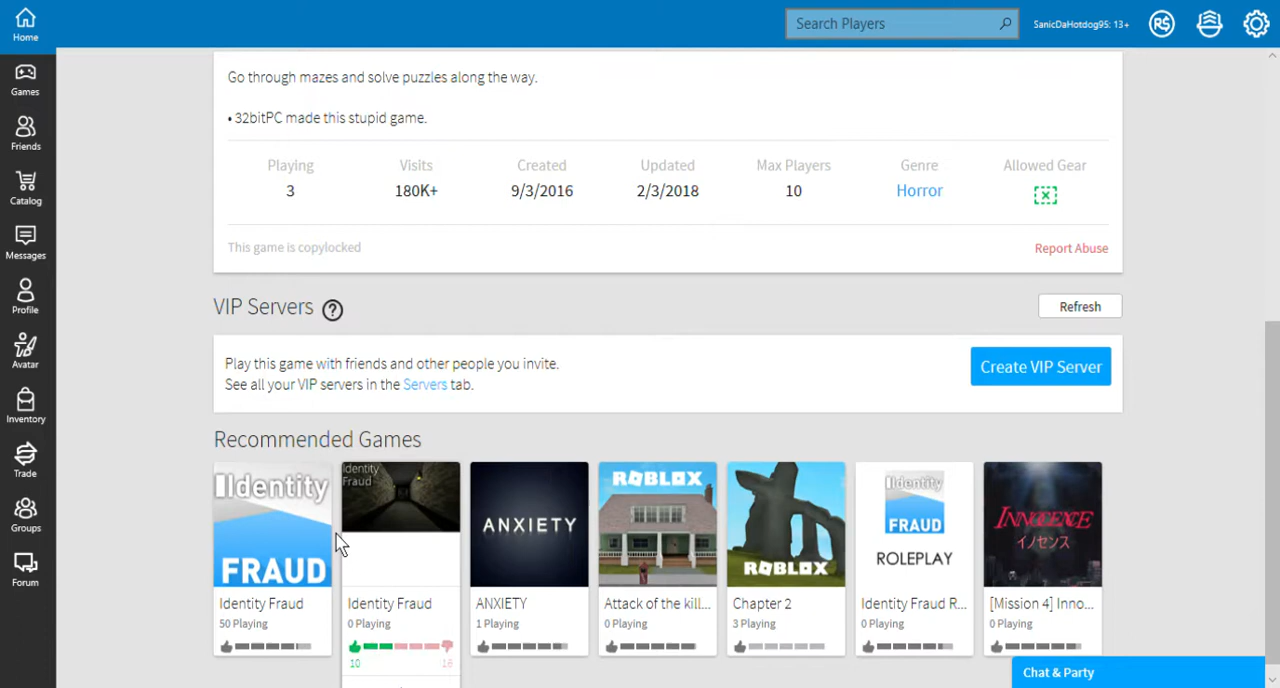 Home
Search Players
SanicDaHotdog95: 13+
R$
Games
Friends
Catalog
Messages
Profile
Avatar
Inventory
Trade
Groups
Forum
Go through mazes and solve puzzles along the way.
• 32bitPC made this stupid game.
Playing Visits Created Updated Max Players Genre Allowed Gear
3 180K+ 9/3/2016 2/3/2018 10 Horror
This game is copylocked
Report Abuse
VIP Servers ?
Refresh
Play this game with friends and other people you invite.
See all your VIP servers in the Servers tab.
Create VIP Server
Recommended Games
Identity
FRAUD
Identity Fraud
50 Playing
Identity
Fraud
Identity Fraud
0 Playing
10 18
ANXIETY
ANXIETY
1 Playing
ROBLOX
Attack of the kill...
0 Playing
ROBLOX
Chapter 2
3 Playing
Identity
FRAUD
ROLEPLAY
Identity Fraud R...
0 Playing
INNOCENCE
イノセンス
[Mission 4] Inno...
0 Playing
Chat & Party